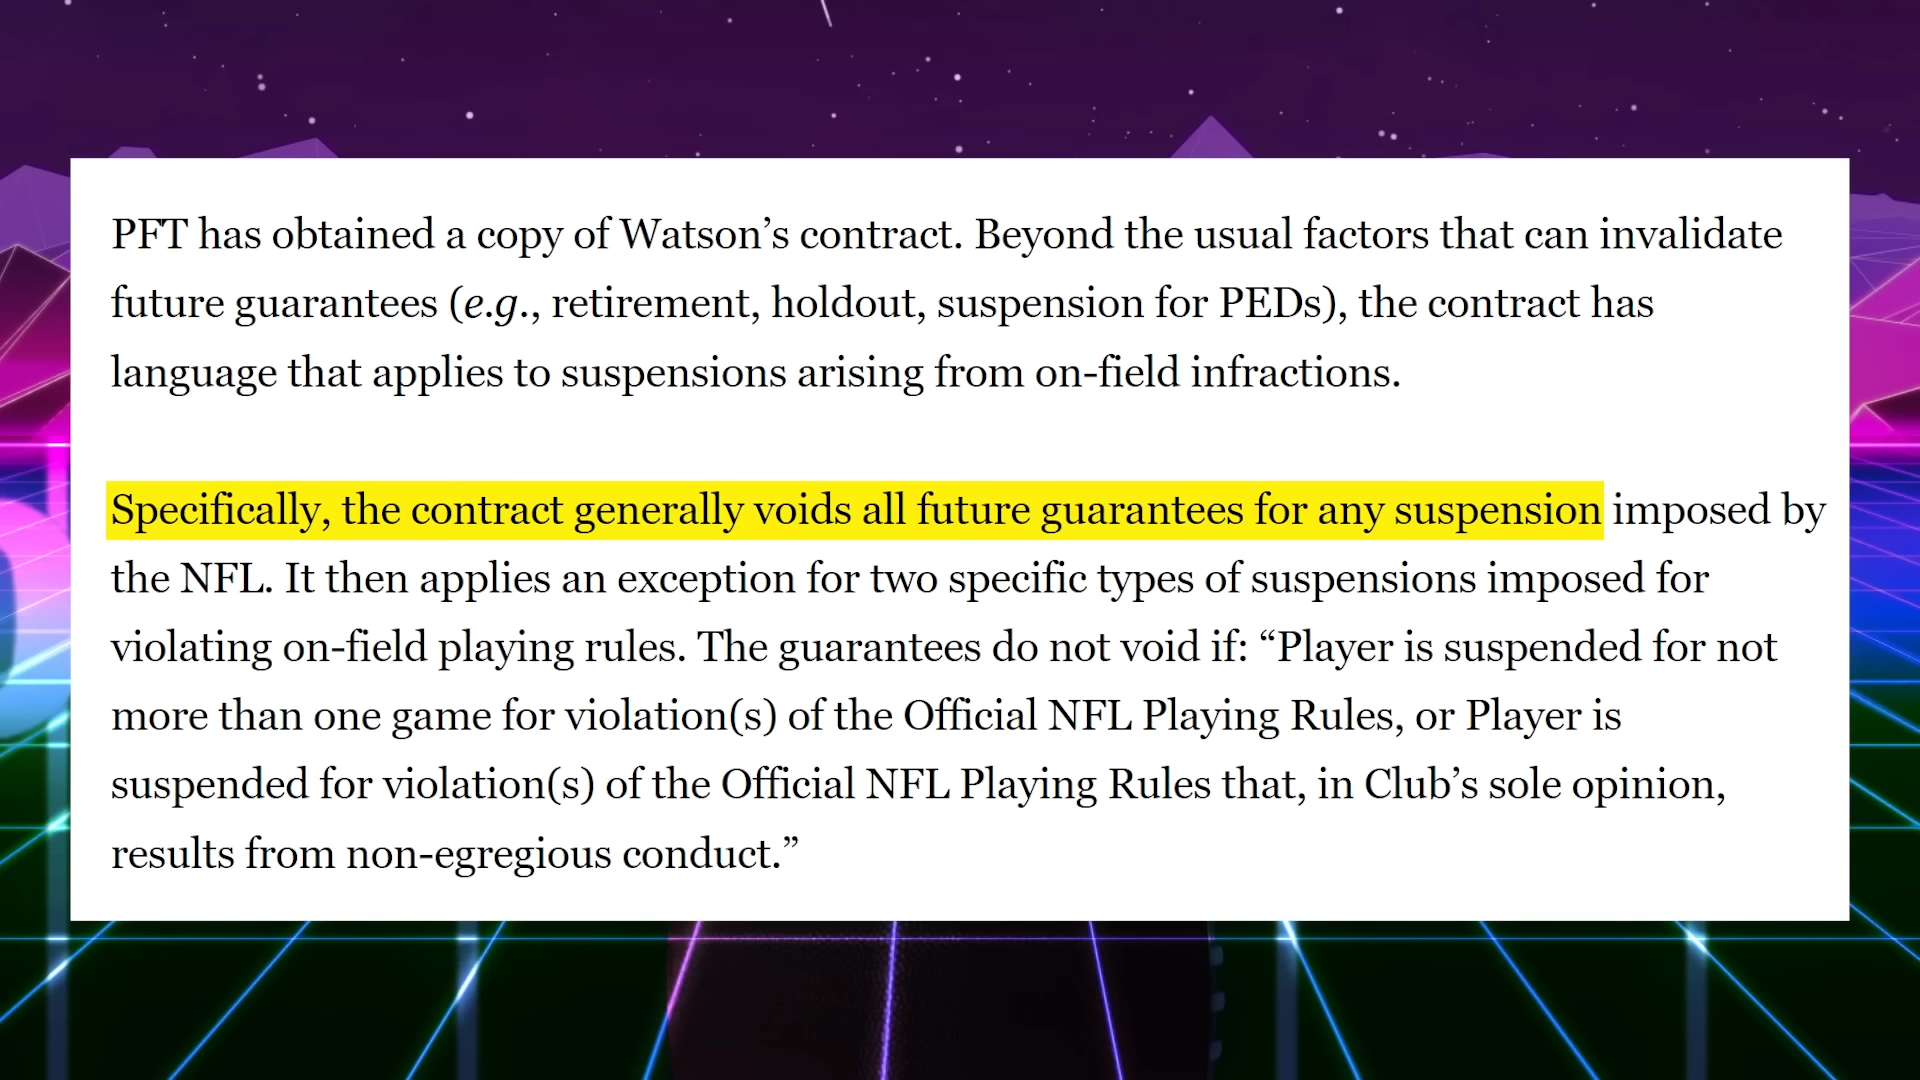 PFT has obtained a copy of Watson’s contract. Beyond the usual factors that can invalidate
future guarantees (e.g., retirement, holdout, suspension for PEDs), the contract has
language that applies to suspensions arising from on-field infractions.
Specifically, the contract generally voids all future guarantees for any suspension imposed by
the NFL. It then applies an exception for two specific types of suspensions imposed for
violating on-field playing rules. The guarantees do not void if: “Player is suspended for not
more than one game for violation(s) of the Official NFL Playing Rules, or Player is
suspended for violation(s) of the Official NFL Playing Rules that, in Club’s sole opinion,
results from non-egregious conduct.”